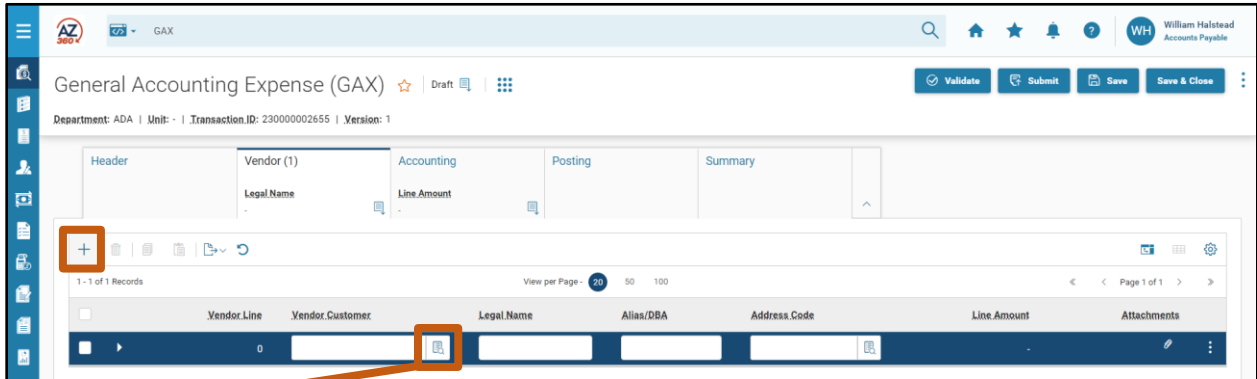 AZ
360
GAX
William Halstead
WH
Accounts Payable
General Accounting Expense (GAX)
Draft
Validate
Submit
Save
Save & Close
Department: ADA | Unit: - | Transaction ID: 230000002655 | Version: 1
Header
Vendor (1)
Accounting
Posting
Summary
Legal Name
Line Amount
-
-
1 - 1 of 1 Records
View per Page - 20 50 100
Page 1 of 1
Vendor Line
Vendor Customer
Legal Name
Alias/DBA
Address Code
Line Amount
Attachments
0
-